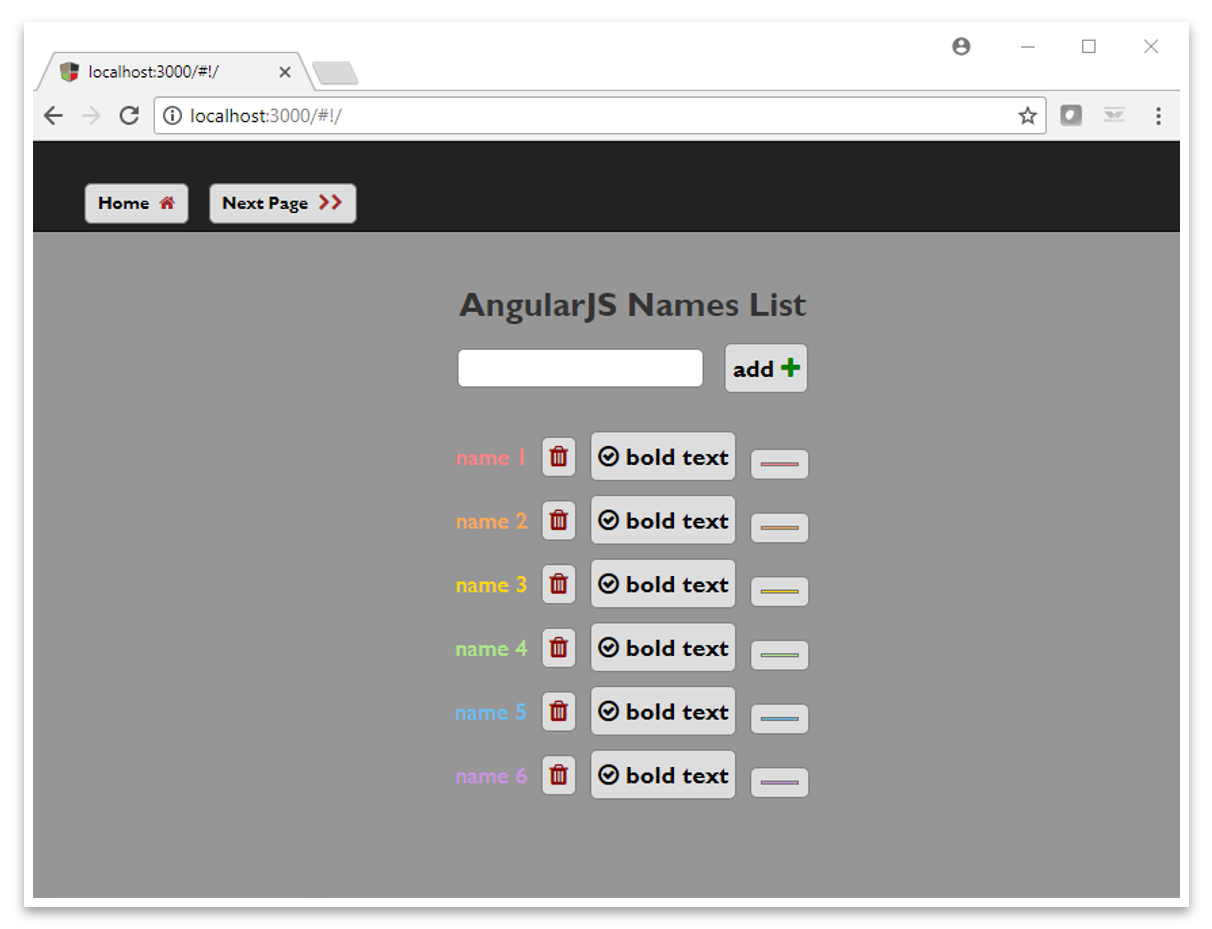 localhost:3000/#!/
localhost:3000/#!/
Home Next Page
AngularJS Names List
add
name 1 bold text
name 2 bold text
name 3 bold text
name 4 bold text
name 5 bold text
name 6 bold text